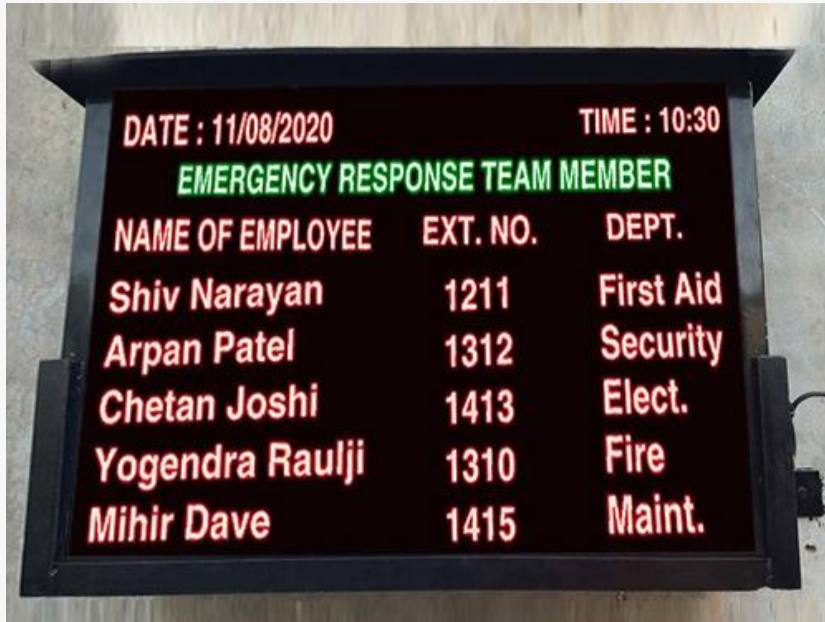 DATE : 11/08/2020 TIME : 10:30
EMERGENCY RESPONSE TEAM MEMBER
NAME OF EMPLOYEE EXT. NO. DEPT.
Shiv Narayan 1211 First Aid
Arpan Patel 1312 Security
Chetan Joshi 1413 Elect.
Yogendra Raulji 1310 Fire
Mihir Dave 1415 Maint.